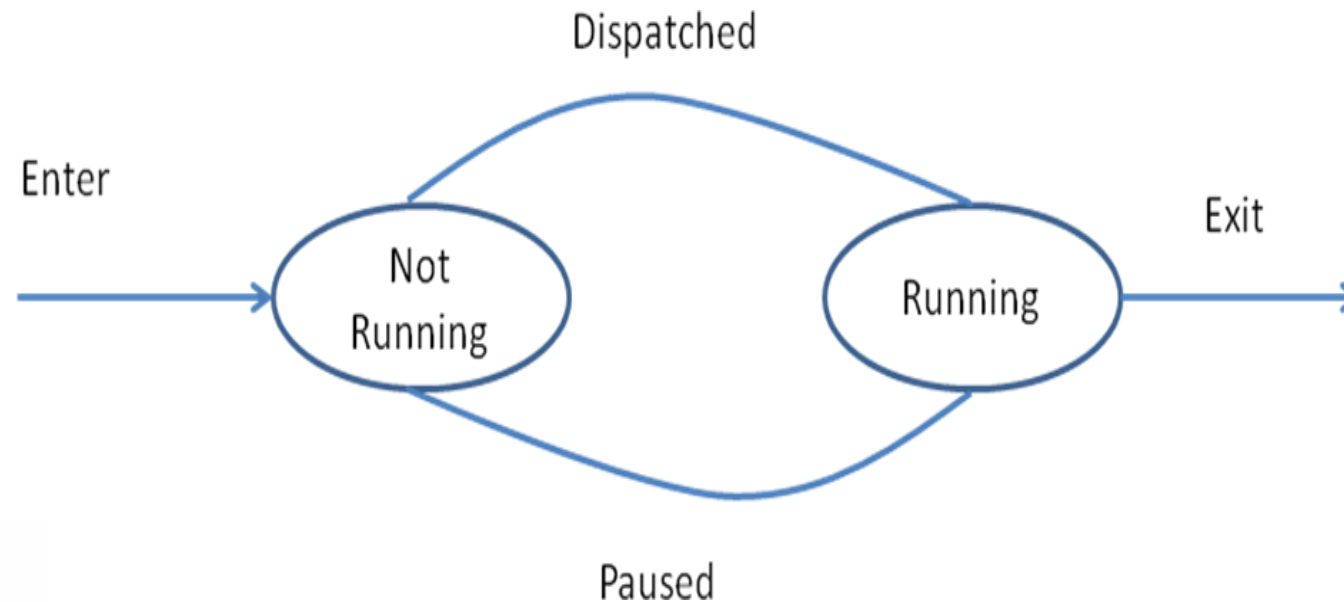 Dispatched
Enter
Exit
Not
Running
Running
Paused